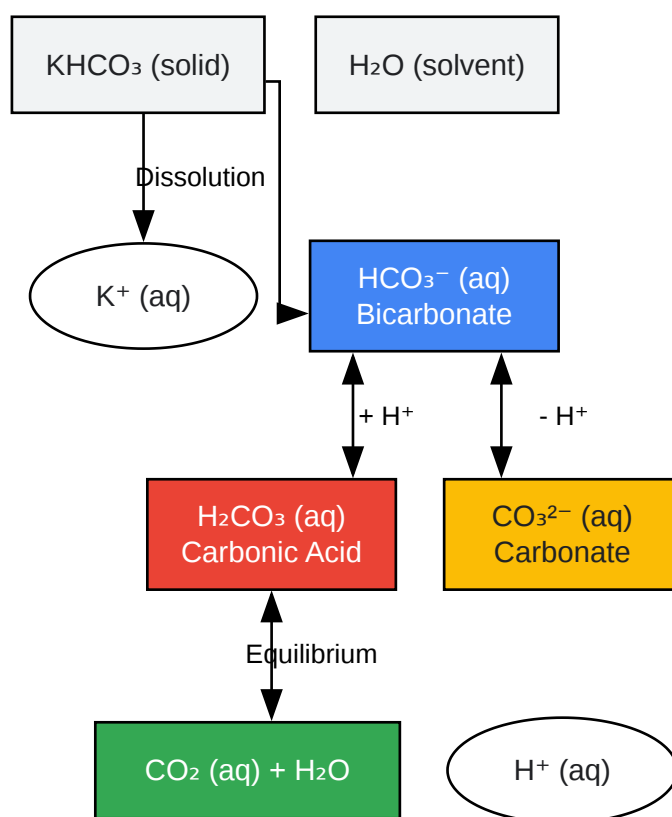 KHCO₃ (solid)
H₂O (solvent)
Dissolution
K⁺ (aq)
HCO₃⁻ (aq)
Bicarbonate
+ H⁺
- H⁺
H₂CO₃ (aq)
Carbonic Acid
CO₃²⁻ (aq)
Carbonate
Equilibrium
CO₂ (aq) + H₂O
H⁺ (aq)